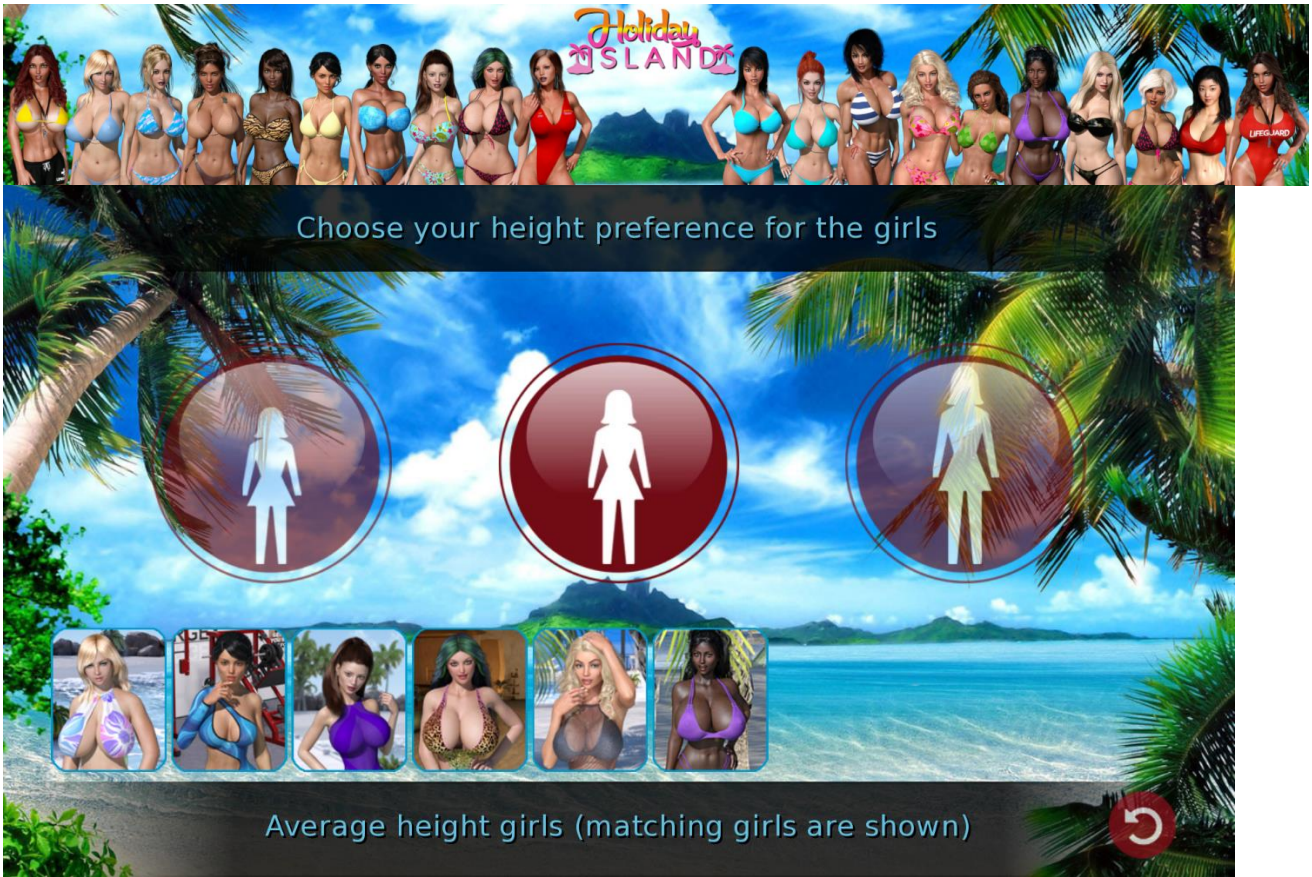 Holiday
ISLAND
LIFEGUARD
Choose your height preference for the girls
Average height girls (matching girls are shown)